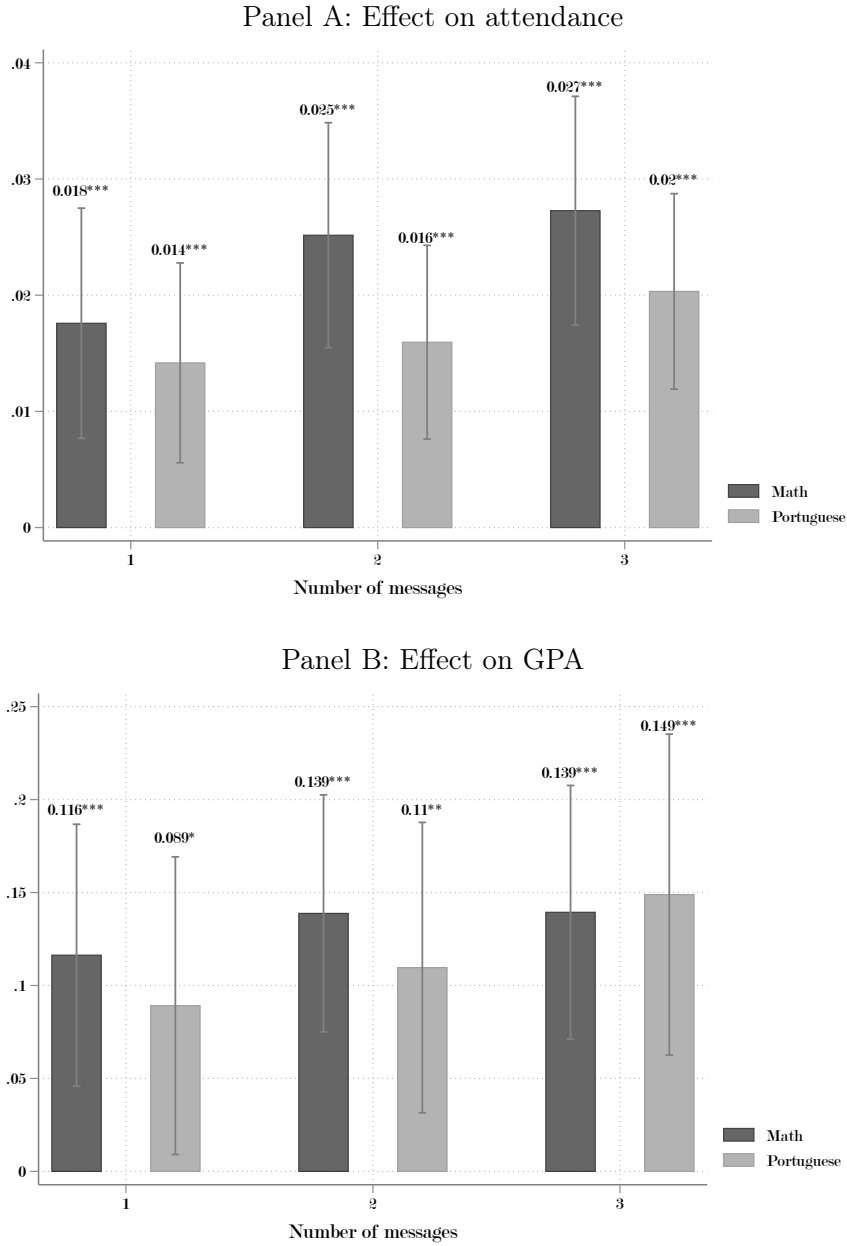 Panel A: Effect on attendance
.04
0.027***
0.025***
.03
0.018***
0.02***
0.014***
0.016***
.02
.01
Math
Portuguese
0
1 2 3
Number of messages
Panel B: Effect on GPA
.25
0.149***
0.139***
0.139***
.2
0.116***
0.11**
0.089*
.15
.1
.05
Math
Portuguese
0
1 2 3
Number of messages